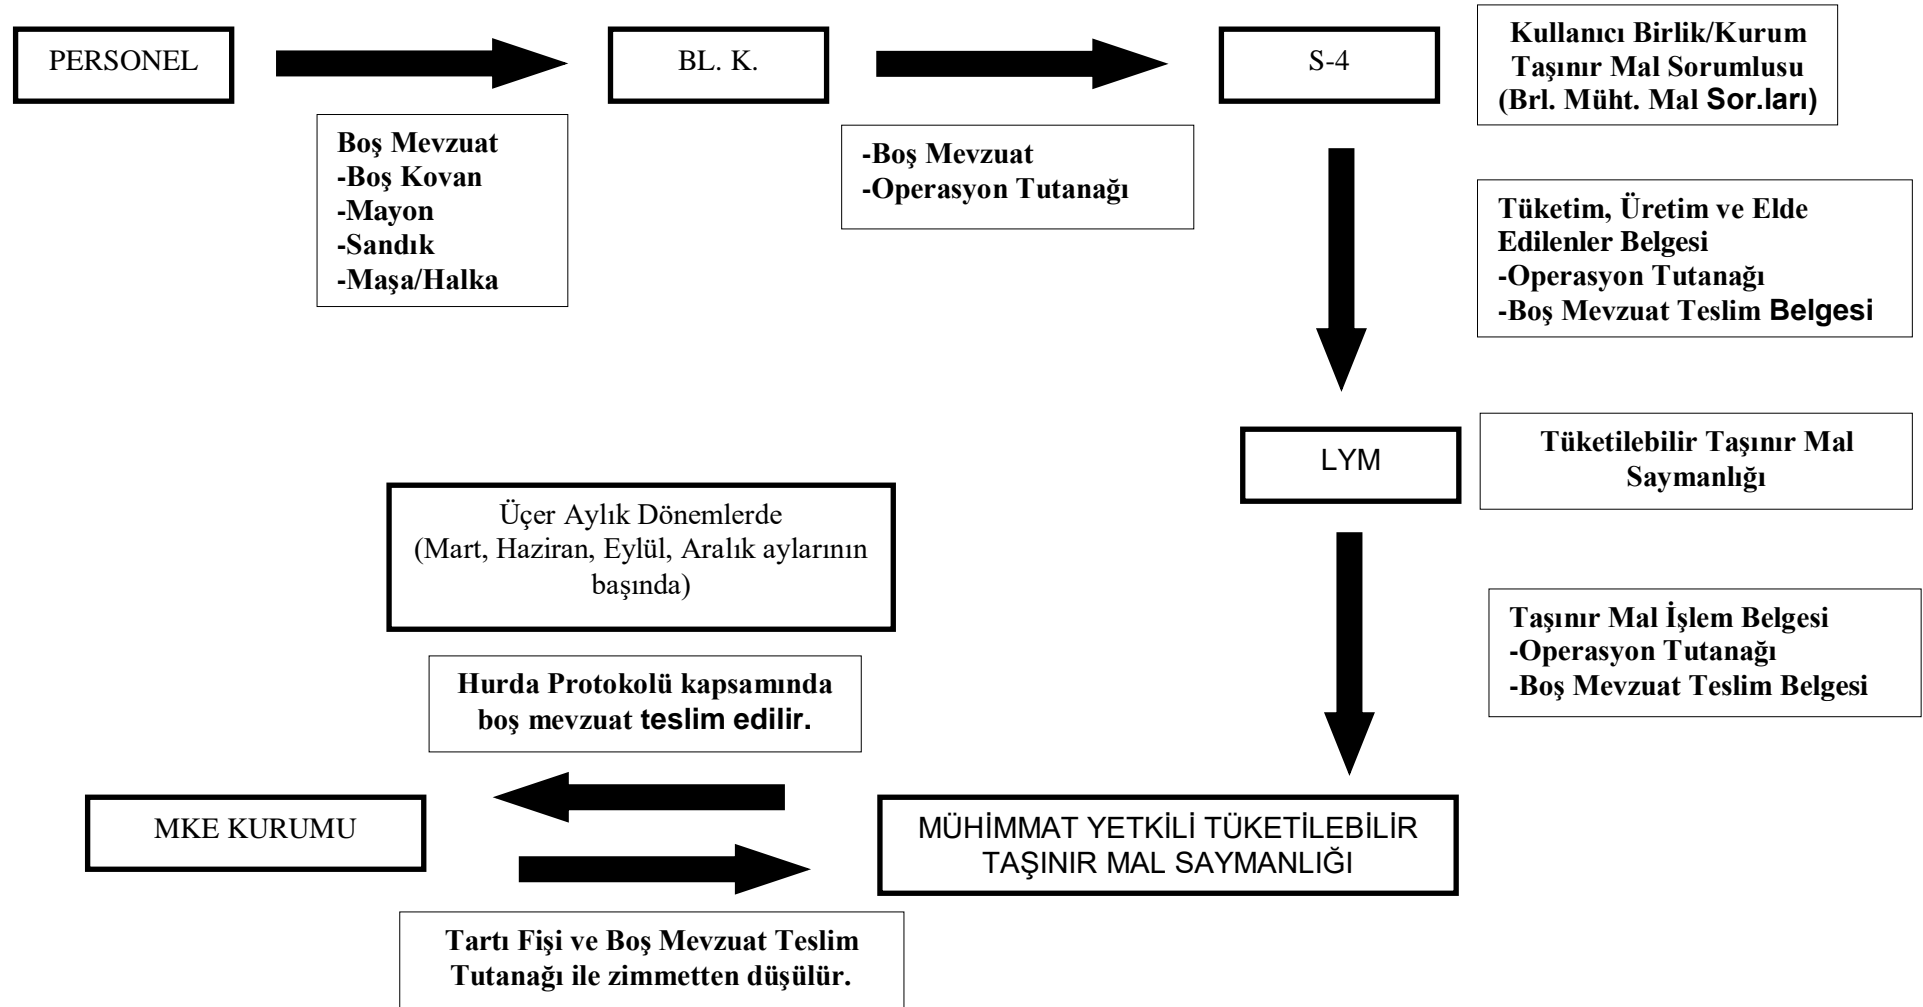 PERSONEL
BL. K.
S-4
Kullanıcı Birlik/Kurum
Taşınır Mal Sorumlusu
(Brl. Müht. Mal Sor.ları)
Boş Mevzuat
-Boş Kovan
-Mayon
-Sandık
-Maşa/Halka
-Boş Mevzuat
-Operasyon Tutanağı
Tüketim, Üretim ve Elde
Edilenler Belgesi
-Operasyon Tutanağı
-Boş Mevzuat Teslim Belgesi
LYM
Tüketilebilir Taşınır Mal
Saymanlığı
Üçer Aylık Dönemlerde
(Mart, Haziran, Eylül, Aralık aylarının
başında)
Taşınır Mal İşlem Belgesi
-Operasyon Tutanağı
-Boş Mevzuat Teslim Belgesi
Hurda Protokolü kapsamında
boş mevzuat teslim edilir.
MKE KURUMU
MÜHİMMAT YETKİLİ TÜKETİLEBİLİR
TAŞINIR MAL SAYMANLIĞI
Tartı Fişi ve Boş Mevzuat Teslim
Tutanağı ile zimmetten düşülür.